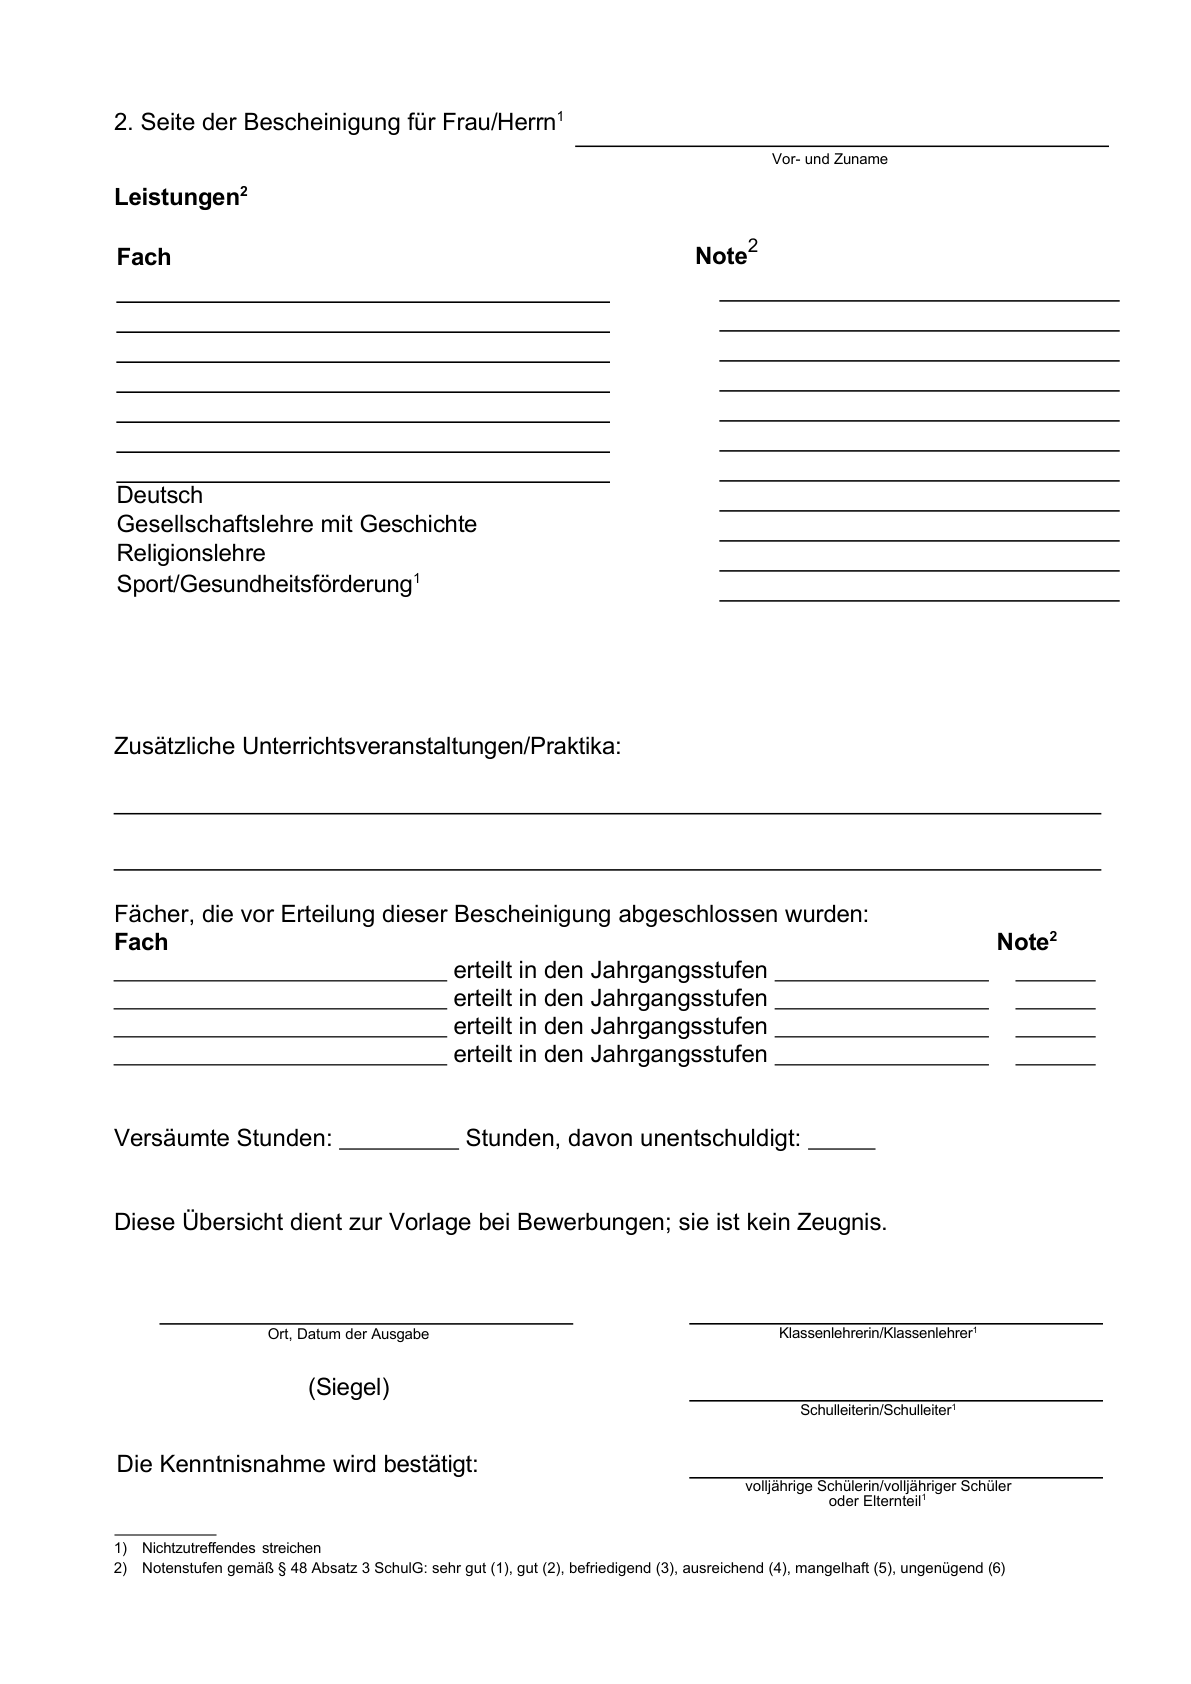 2. Seite der Bescheinigung für Frau/Herrn¹
Vor- und Zuname
Leistungen²
Fach Note²
Deutsch
Gesellschaftslehre mit Geschichte
Religionslehre
Sport/Gesundheitsförderung¹
Zusätzliche Unterrichtsveranstaltungen/Praktika:
Fächer, die vor Erteilung dieser Bescheinigung abgeschlossen wurden:
Fach Note²
erteilt in den Jahrgangsstufen
erteilt in den Jahrgangsstufen
erteilt in den Jahrgangsstufen
erteilt in den Jahrgangsstufen
Versäumte Stunden: _________ Stunden, davon unentschuldigt: _____
Diese Übersicht dient zur Vorlage bei Bewerbungen; sie ist kein Zeugnis.
Ort, Datum der Ausgabe Klassenlehrerin/Klassenlehrer¹
(Siegel)
Schulleiterin/Schulleiter¹
Die Kenntnisnahme wird bestätigt:
volljährige Schülerin/volljähriger Schüler
oder Elternteil¹
1) Nichtzutreffendes streichen
2) Notenstufen gemäß § 48 Absatz 3 SchulG: sehr gut (1), gut (2), befriedigend (3), ausreichend (4), mangelhaft (5), ungenügend (6)